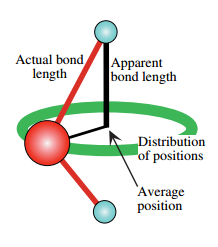 Actual bond
length
Apparent
bond length
Distribution
of positions
Average
position